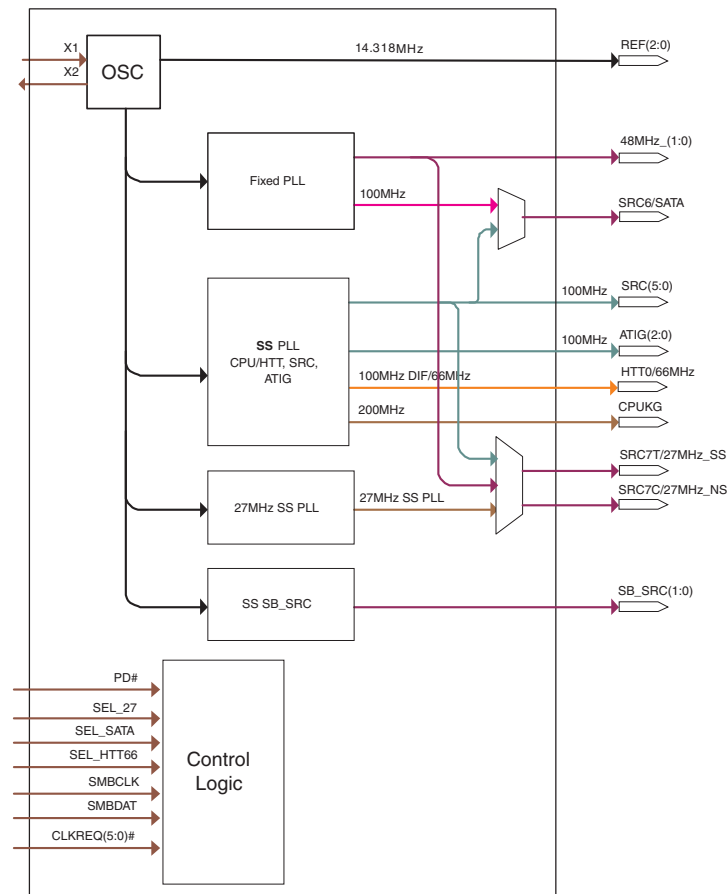 X1
X2
OSC
14.318MHz
REF(2:0)
Fixed PLL
48MHz_(1:0)
100MHz
SRC6/SATA
SS PLL
CPU/HTT, SRC,
ATIG
100MHz
SRC(5:0)
100MHz
ATIG(2:0)
100MHz DIF/66MHz
HTT0/66MHz
200MHz
CPUKG
27MHz SS PLL
27MHz SS PLL
SRC7T/27MHz_SS
SRC7C/27MHz_NS
SS SB_SRC
SB_SRC(1:0)
PD#
SEL_27
SEL_SATA
SEL_HTT66
SMBCLK
SMBDAT
CLKREQ(5:0)#
Control
Logic